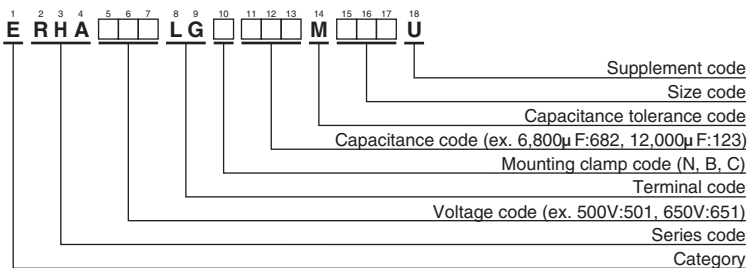 1 2 3 4 5 6 7 8 9 10 11 12 13 14 15 16 17 18
E R H A L G M U
Supplement code
Size code
Capacitance tolerance code
Capacitance code (ex. 6,800μF:682, 12,000μF:123)
Mounting clamp code (N, B, C)
Terminal code
Voltage code (ex. 500V:501, 650V:651)
Series code
Category